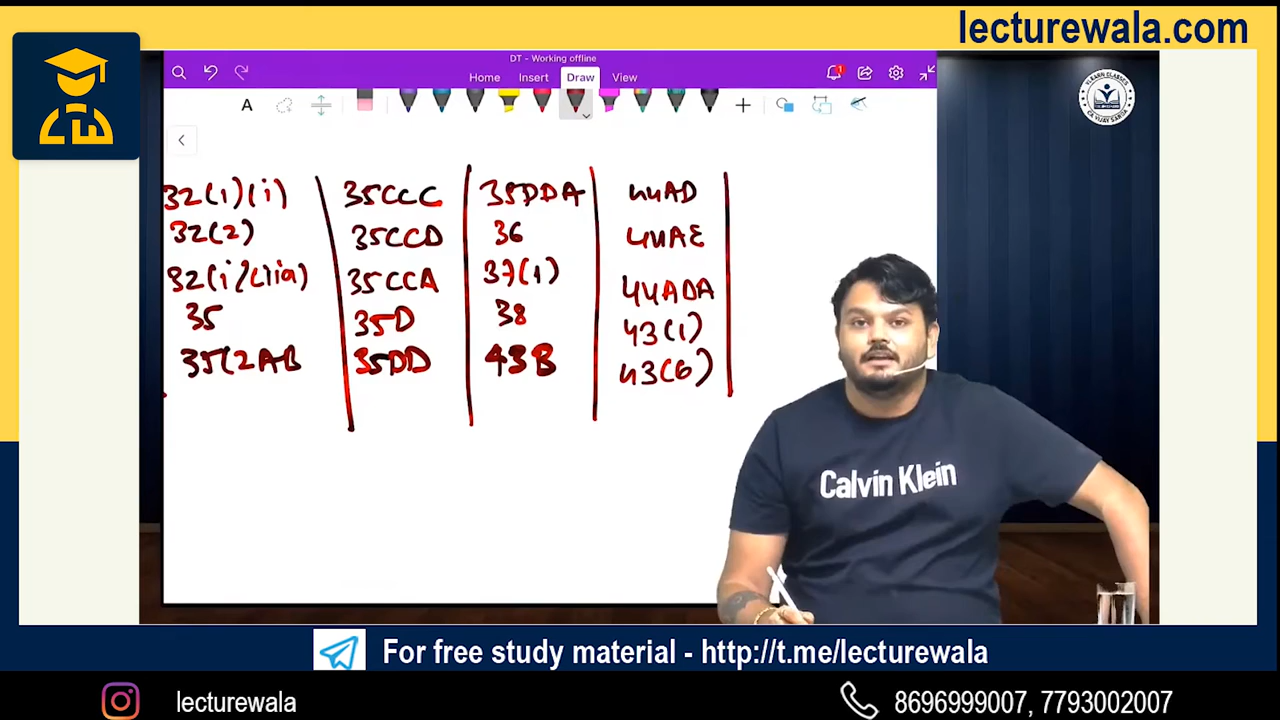 lecturewala.com
DT - Working offline
Home Insert Draw View
1
A
32(1)(i) 35CCC 35DDA 44AD
32(2) 35CCD 36 44AE
32(i)(iia) 35CCA 37(1) 44ADA
35 35D 38 43(1)
35(2AB 35DD 43B 43(6)
Calvin Klein
For free study material - http://t.me/lecturewala
lecturewala 8696999007, 7793002007